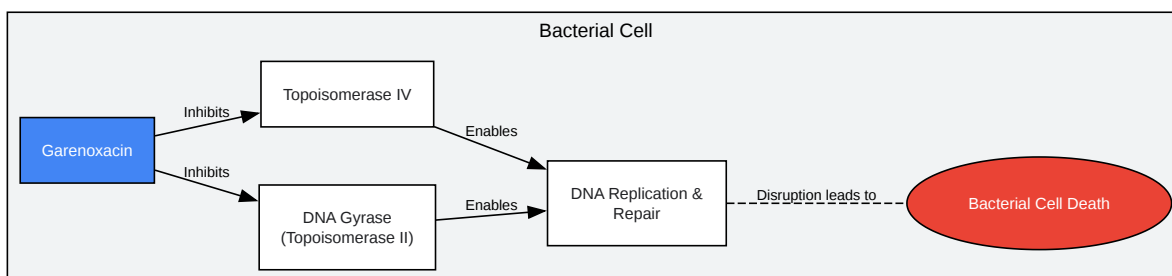 Bacterial Cell
Garenoxacin
Inhibits
Inhibits
Topoisomerase IV
DNA Gyrase
(Topoisomerase II)
Enables
Enables
DNA Replication &
Repair
Disruption leads to
Bacterial Cell Death